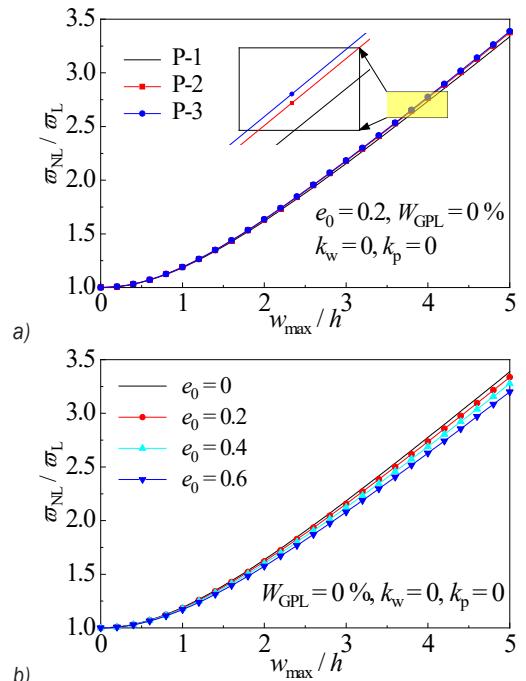 3.5
3.0
2.5
2.0
1.5
1.0
ϖNL / ϖL
P-1
P-2
P-3
e0 = 0.2, WGPL = 0 %
kw = 0, kp = 0
0 1 2 3 4 5
wmax / h
a)
3.5
3.0
2.5
2.0
1.5
1.0
ϖNL / ϖL
e0 = 0
e0 = 0.2
e0 = 0.4
e0 = 0.6
WGPL = 0 %, kw = 0, kp = 0
0 1 2 3 4 5
wmax / h
b)